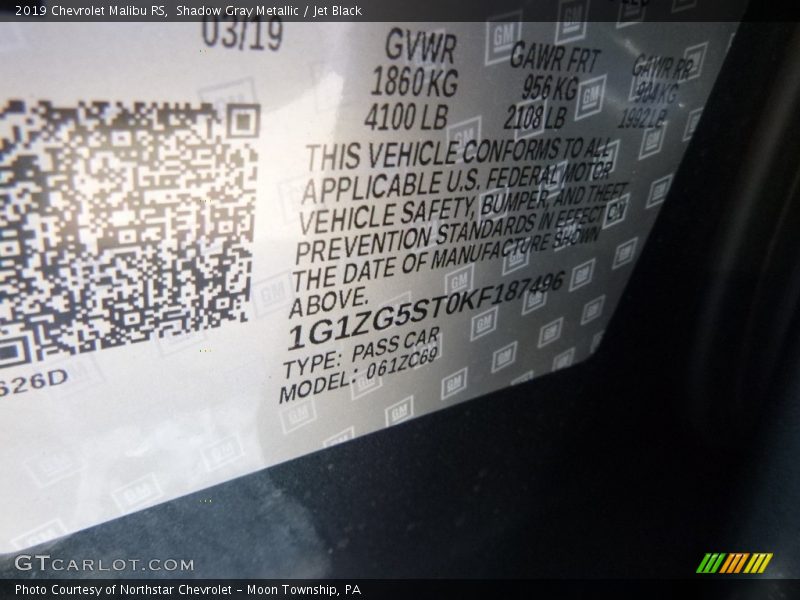 2019 Chevrolet Malibu RS, Shadow Gray Metallic / Jet Black
03/19
GVWR GAWR FRT GAWR RR
1860 KG 956 KG 904 KG
4100 LB 2108 LB 1992 LB
THIS VEHICLE CONFORMS TO ALL
APPLICABLE U.S. FEDERAL MOTOR
VEHICLE SAFETY, BUMPER, AND THEFT
PREVENTION STANDARDS IN EFFECT ON
THE DATE OF MANUFACTURE SHOWN
ABOVE.
1G1ZG5ST0KF187496
TYPE: PASS CAR
MODEL: 061ZC69
626D
GTCARLOT.COM
Photo Courtesy of Northstar Chevrolet - Moon Township, PA